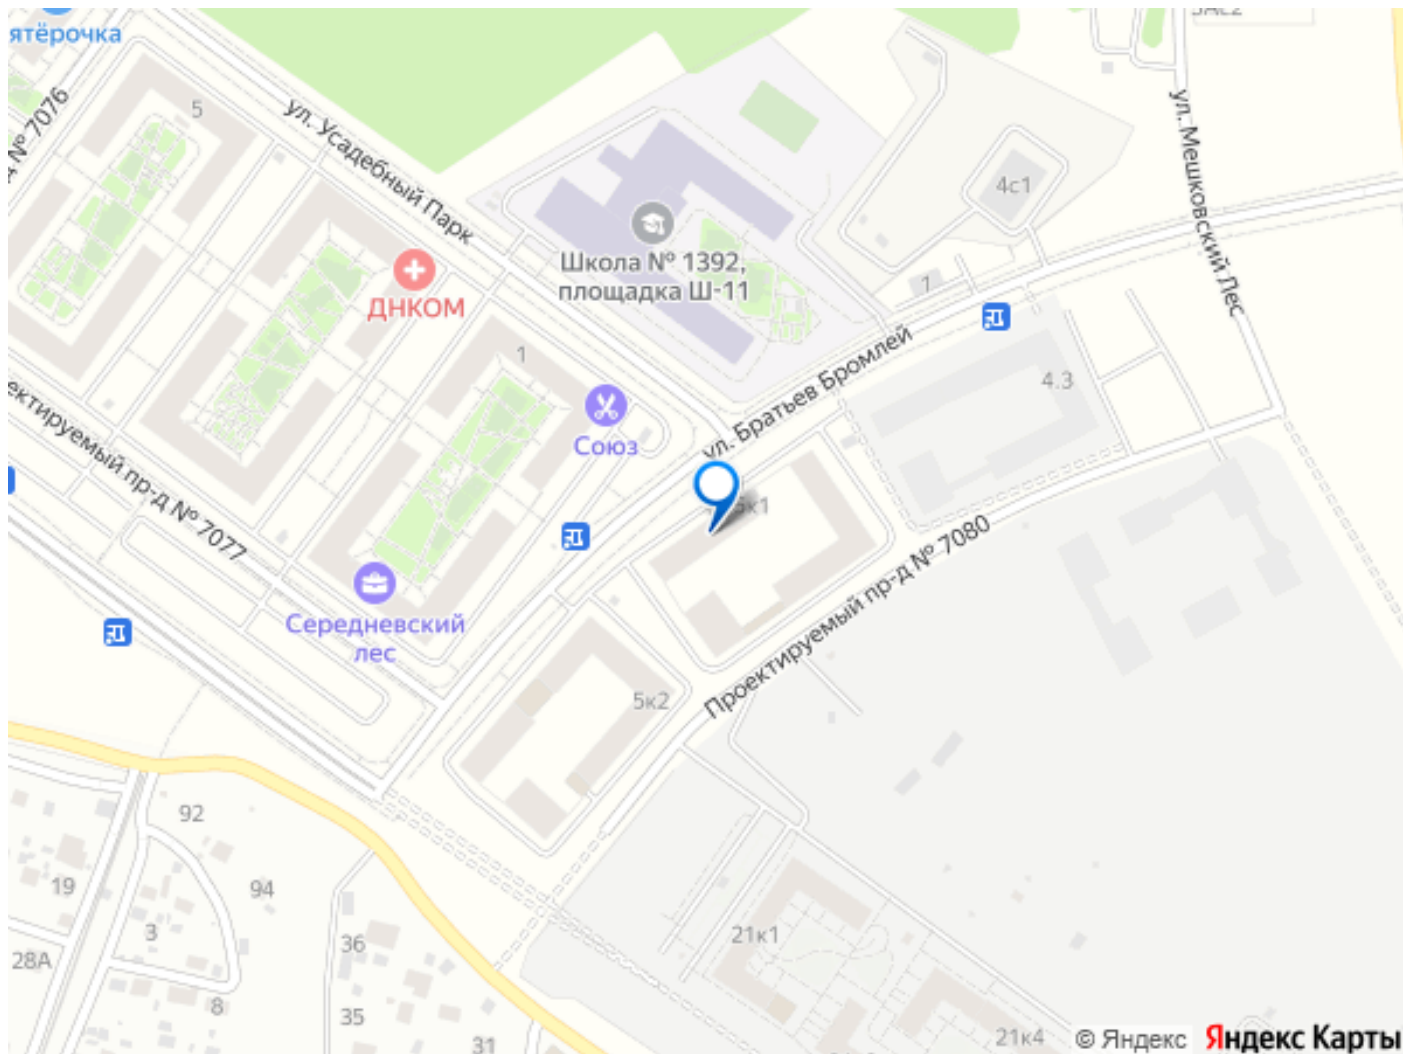 ятёрочка
5
ул. Усадебный Парк
№ 7076
4с1
ул. Мешковский Лес
Школа № 1392,
площадка Ш-11
ДНКОМ
1
1
ул. Братьев Бромлей
4.3
Союз
ектируемый пр-д № 7077
5к1
Проектируемый пр-д № 7080
Середневский
лес
5к2
92
19
94
3
36
28А
8
35
31
21к1
21к4
© Яндекс
Яндекс Карты